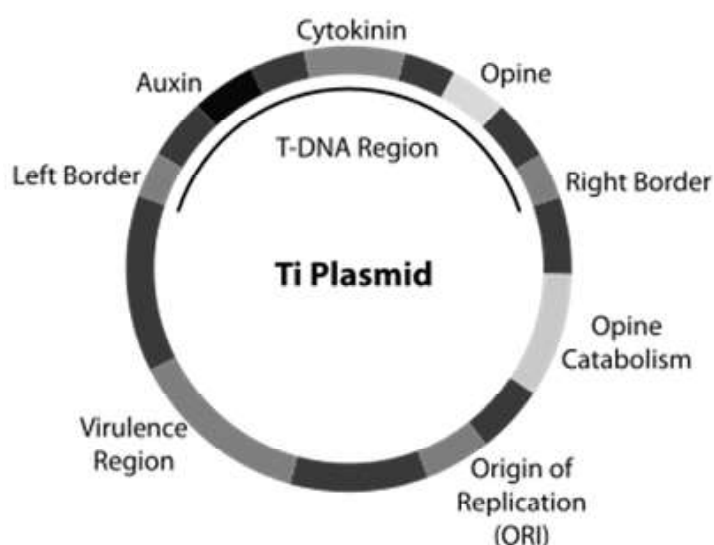 Cytokinin
Auxin
Opine
T-DNA Region
Left Border
Right Border
Ti Plasmid
Opine
Catabolism
Virulence
Region
Origin of
Replication
(ORI)